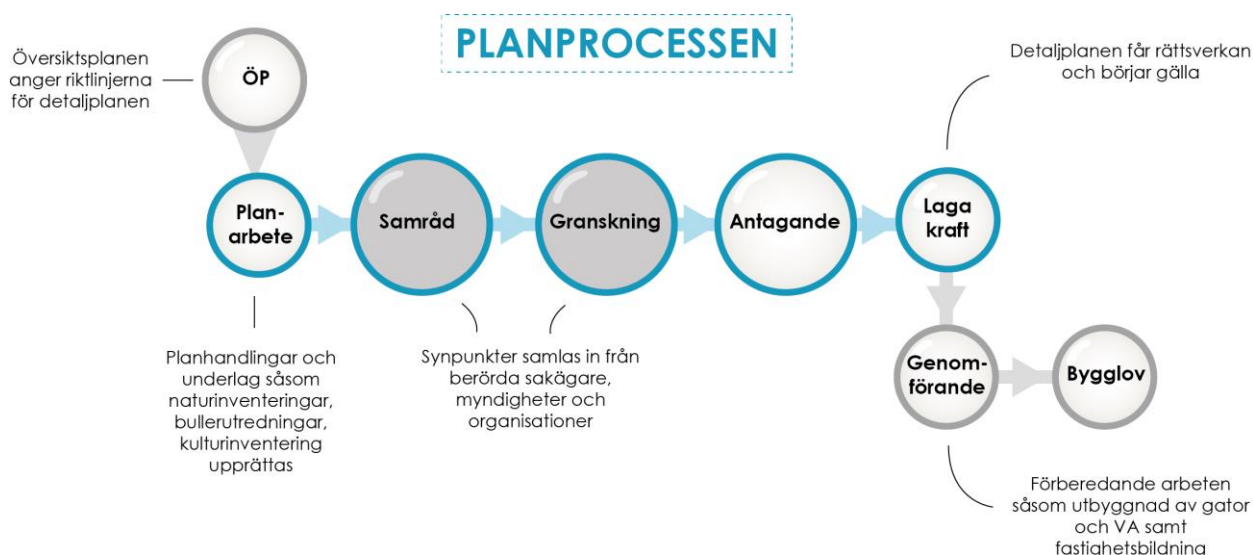 PLANPROCESSEN
Översiktsplanen
anger riktlinjerna
för detaljplanen
ÖP
Detaljplanen får rättsverkan
och börjar gälla
Plan-
arbete
Samråd
Granskning
Antagande
Laga
kraft
Planhandlingar och
underlag såsom
naturinventeringar,
bullerutredningar,
kulturinventering
upprättas
Synpunkter samlas in från
berörda sakägare,
myndigheter och
organisationer
Genom-
förande
Bygglov
Förberedande arbeten
såsom utbyggnad av gator
och VA samt
fastighetsbildning